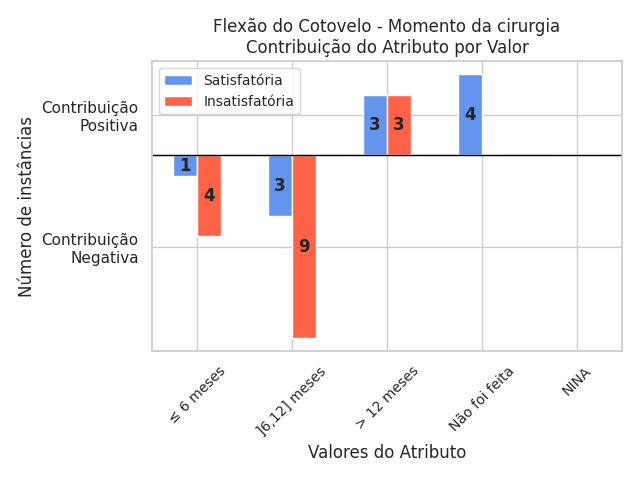 Flexão do Cotovelo - Momento da cirurgia
Contribuição do Atributo por Valor
Satisfatória
Insatisfatória
Número de instâncias
Contribuição
Positiva
Contribuição
Negativa
1
4
3
9
3
3
4
≤ 6 meses
]6,12] meses
> 12 meses
Não foi feita
NINA
Valores do Atributo